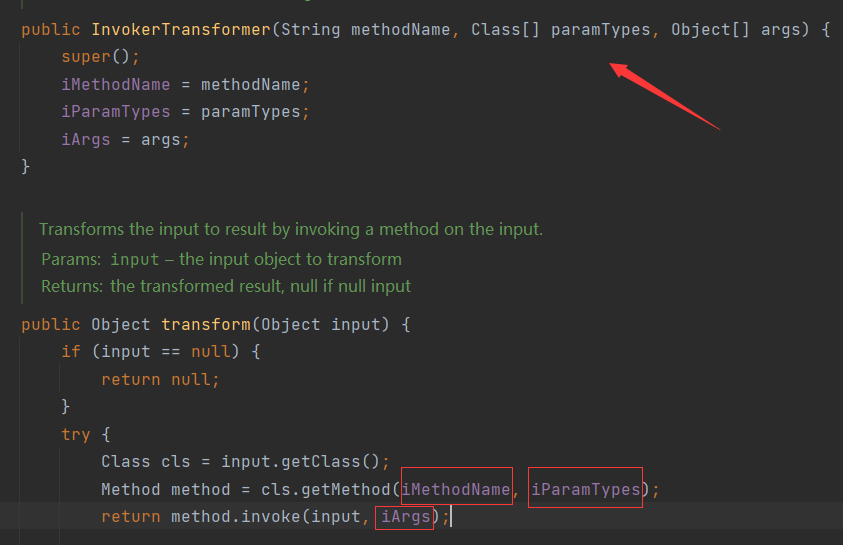 public InvokerTransformer(String methodName, Class[] paramTypes, Object[] args) {
super();
iMethodName = methodName;
iParamTypes = paramTypes;
iArgs = args;
}
Transforms the input to result by invoking a method on the input.
Params: input – the input object to transform
Returns: the transformed result, null if null input
public Object transform(Object input) {
if (input == null) {
return null;
}
try {
Class cls = input.getClass();
Method method = cls.getMethod(iMethodName, iParamTypes);
return method.invoke(input, iArgs);